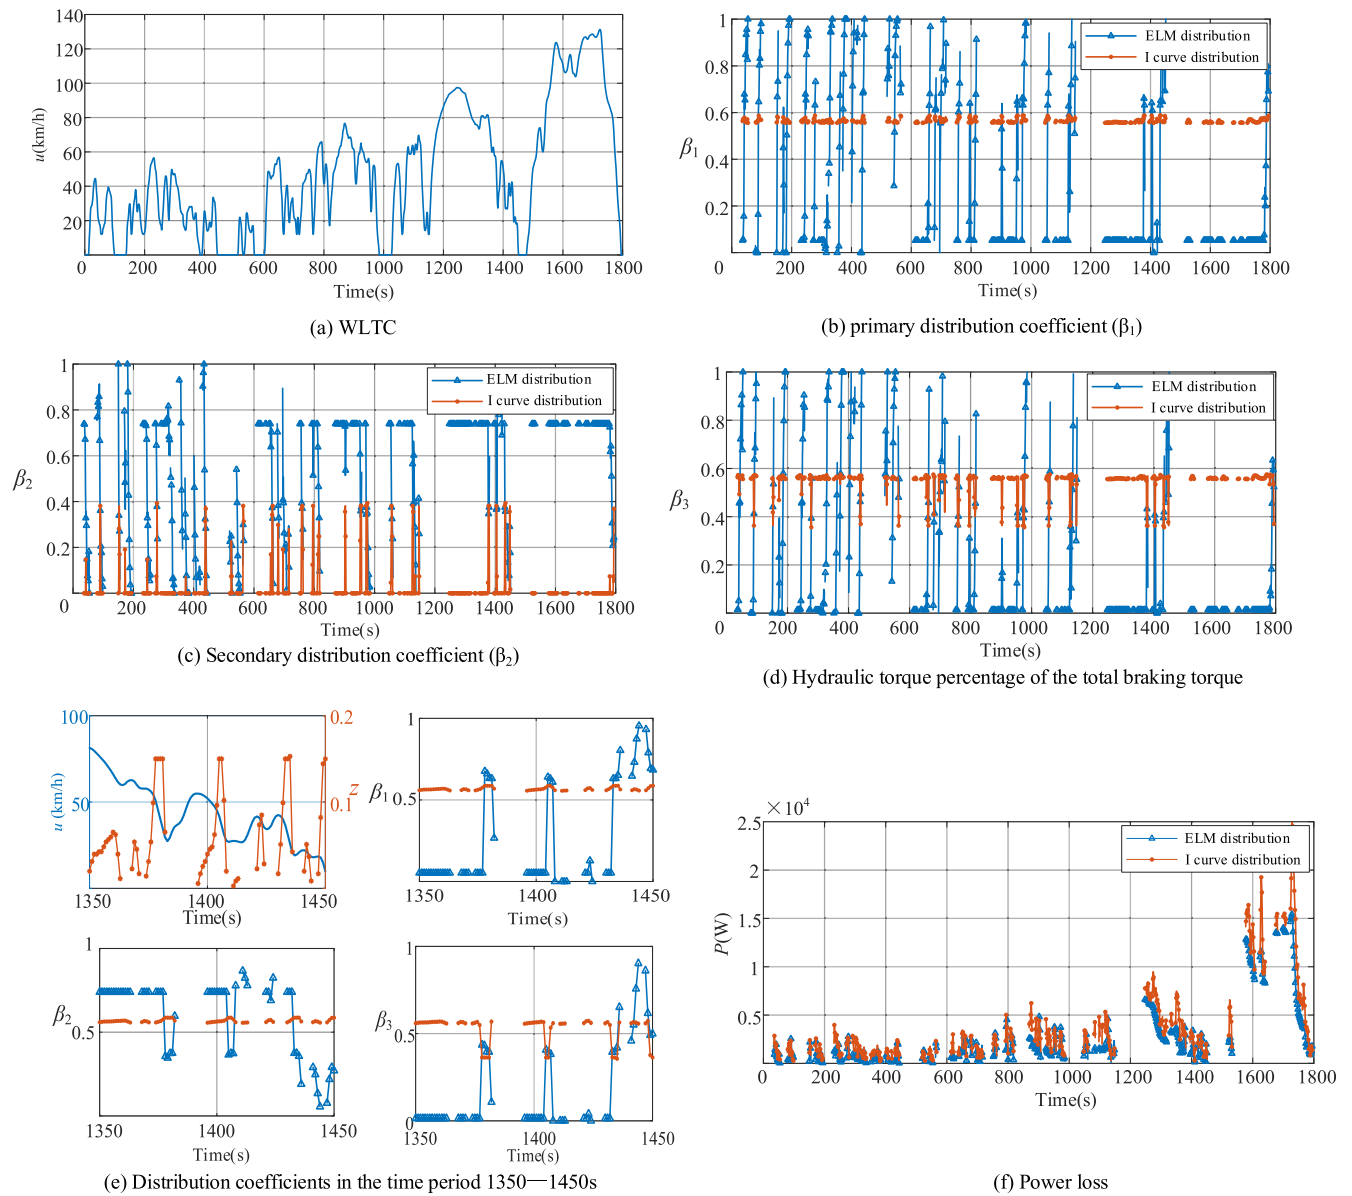 140
120
100
80
60
40
20
u(km/h)
0 200 400 600 800 1000 1200 1400 1600 1800
Time(s)
(a) WLTC
1
0.8
0.6
0.4
0.2
β1
ELM distribution
I curve distribution
0 200 400 600 800 1000 1200 1400 1600 1800
Time(s)
(b) primary distribution coefficient (β1)
1
0.8
0.6
0.4
0.2
β2
ELM distribution
I curve distribution
0 200 400 600 800 1000 1200 1400 1600 1800
Time(s)
(c) Secondary distribution coefficient (β2)
1
0.8
0.6
0.4
0.2
β3
ELM distribution
I curve distribution
0 200 400 600 800 1000 1200 1400 1600 1800
Time(s)
(d) Hydraulic torque percentage of the total braking torque
100
50
u (km/h)
0.2
0.1
z
1350 1400 1450
Time(s)
1
0.5
0
β1
1350 1400 1450
Time(s)
1
0.5
0
β2
1350 1400 1450
Time(s)
1
0.5
0
β3
1350 1400 1450
Time(s)
(e) Distribution coefficients in the time period 1350—1450s
×10⁴
2.5
2
1.5
1
0.5
P(W)
ELM distribution
I curve distribution
0 200 400 600 800 1000 1200 1400 1600 1800
Time(s)
(f) Power loss